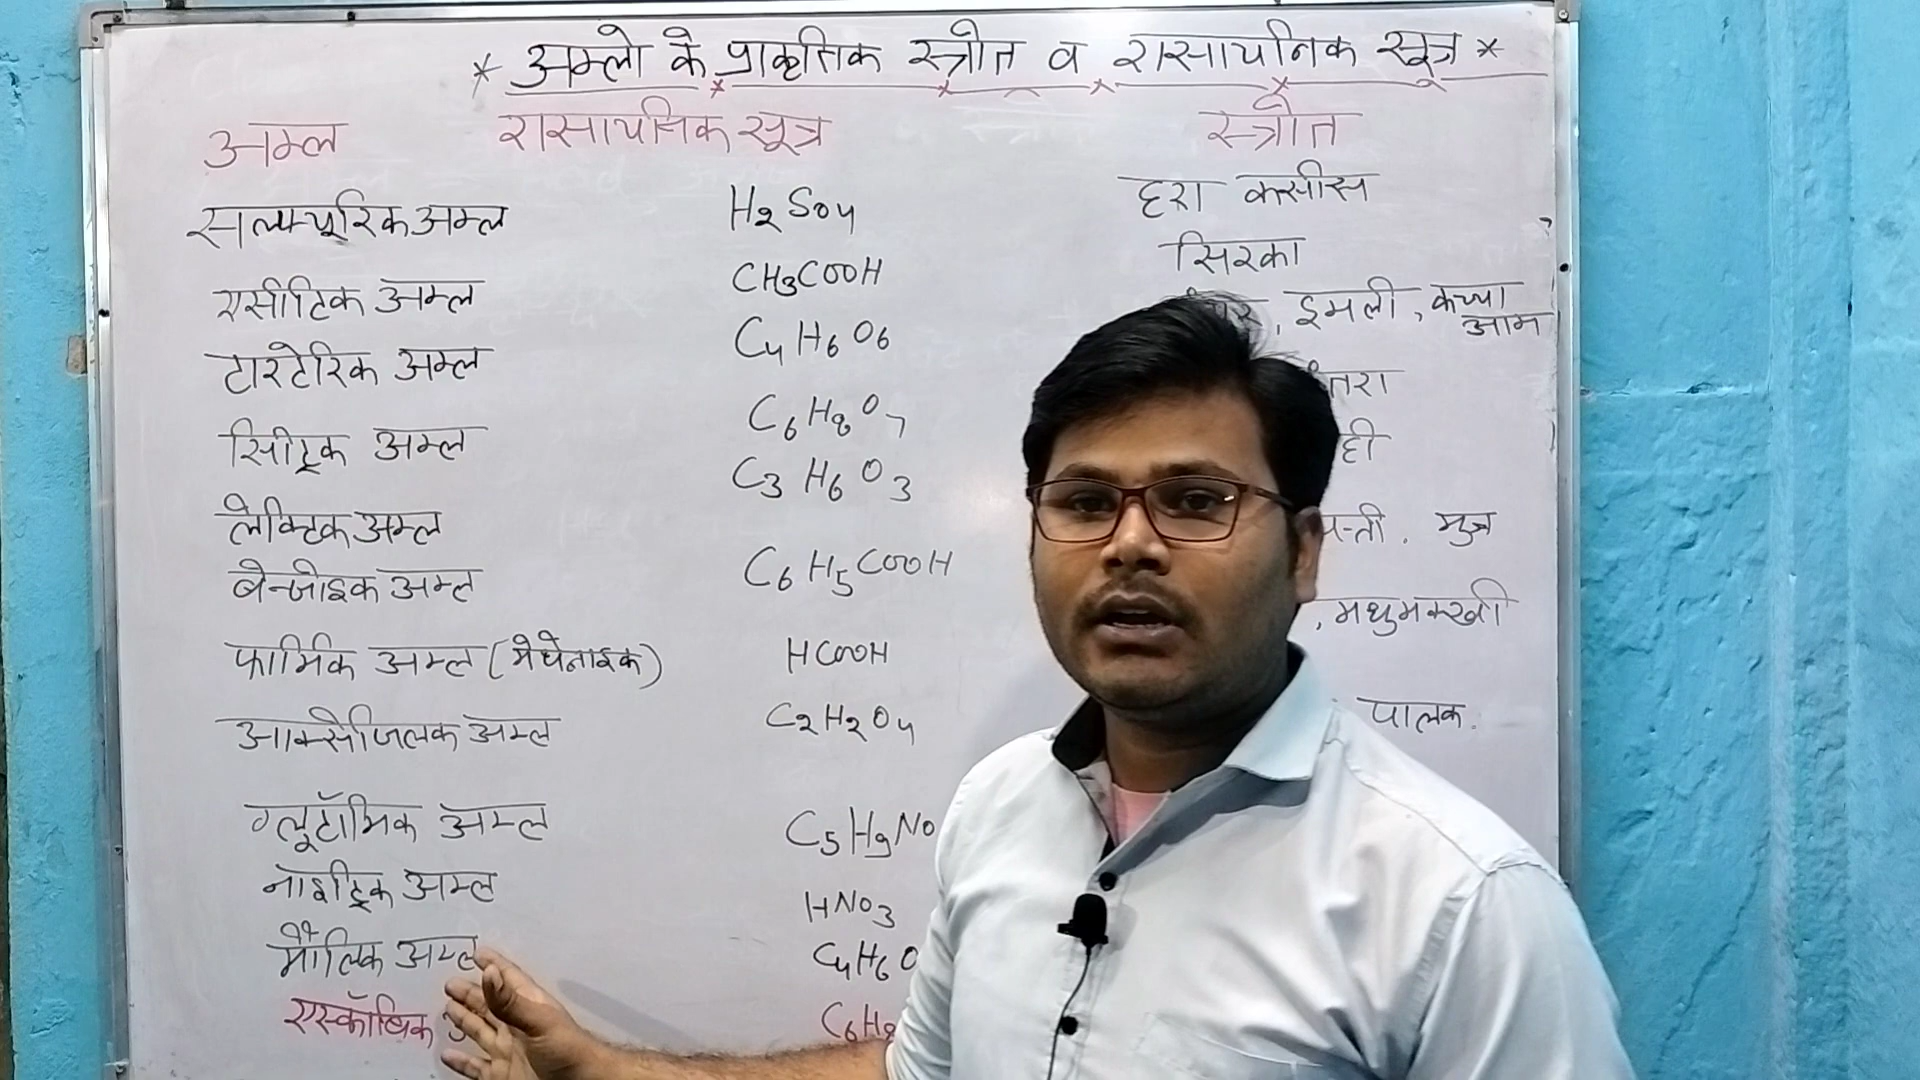 * अम्लो के प्राकृतिक स्त्रोत व रासायनिक सूत्र *
अम्ल रासायनिक सूत्र स्त्रोत
सल्फ्यूरिक अम्ल H2SO4 हरा कसीस
एसीटिक अम्ल CH3COOH सिरका
टारटेरिक अम्ल C4H6O6 इमली, कच्चा आम
सिट्रिक अम्ल C6H8O7
लेक्टिक अम्ल C3H6O3
बेन्जोइक अम्ल C6H5COOH मुत्र
फार्मिक अम्ल (मेथेनाइक) HCOOH , मधुमक्खी
आक्सेजिलक अम्ल C2H2O4 पालक.
ग्लूटॉमिक अम्ल C5H9NO
नाइट्रिक अम्ल HNO3
मौलिक अम्ल C4H6O
एस्कॉर्बिक C6H8